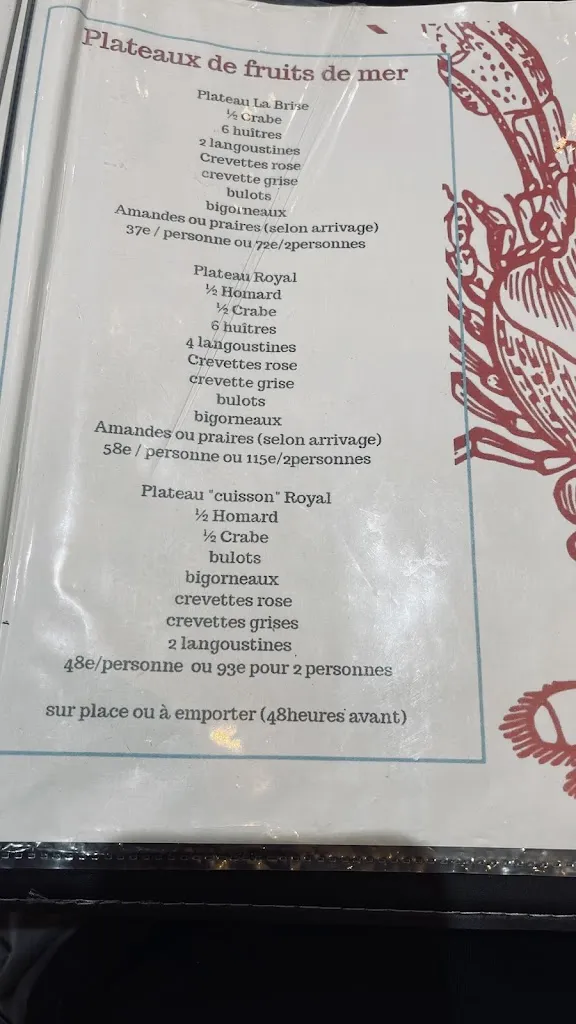 Plateaux de fruits de mer
Plateau La Brise
½ Crabe
6 huîtres
2 langoustines
Crevettes rose
crevette grise
bulots
bigorneaux
Amandes ou praires (selon arrivage)
37e / personne ou 72e/2personnes
Plateau Royal
½ Homard
½ Crabe
6 huîtres
4 langoustines
Crevettes rose
crevette grise
bulots
bigorneaux
Amandes ou praires (selon arrivage)
58e / personne ou 115e/2personnes
Plateau "cuisson" Royal
½ Homard
½ Crabe
bulots
bigorneaux
crevettes rose
crevettes grises
2 langoustines
48e/personne ou 93e pour 2 personnes
sur place ou à emporter (48heures avant)